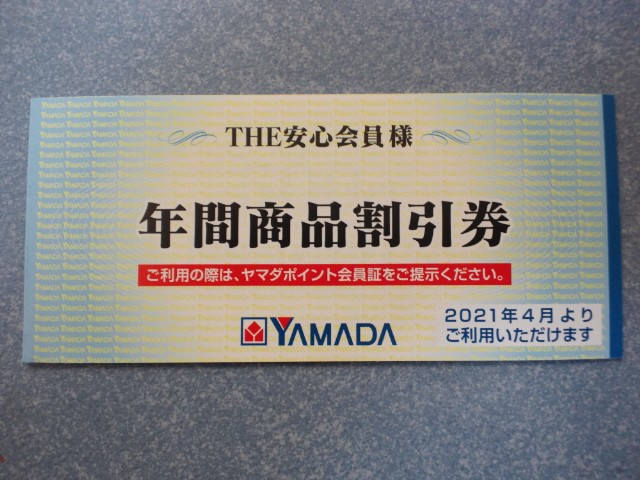 THE安心会員様
年間商品割引券
ご利用の際は、ヤマダポイント会員証をご提示ください。
YAMADA
2021年4月より
ご利用いただけます